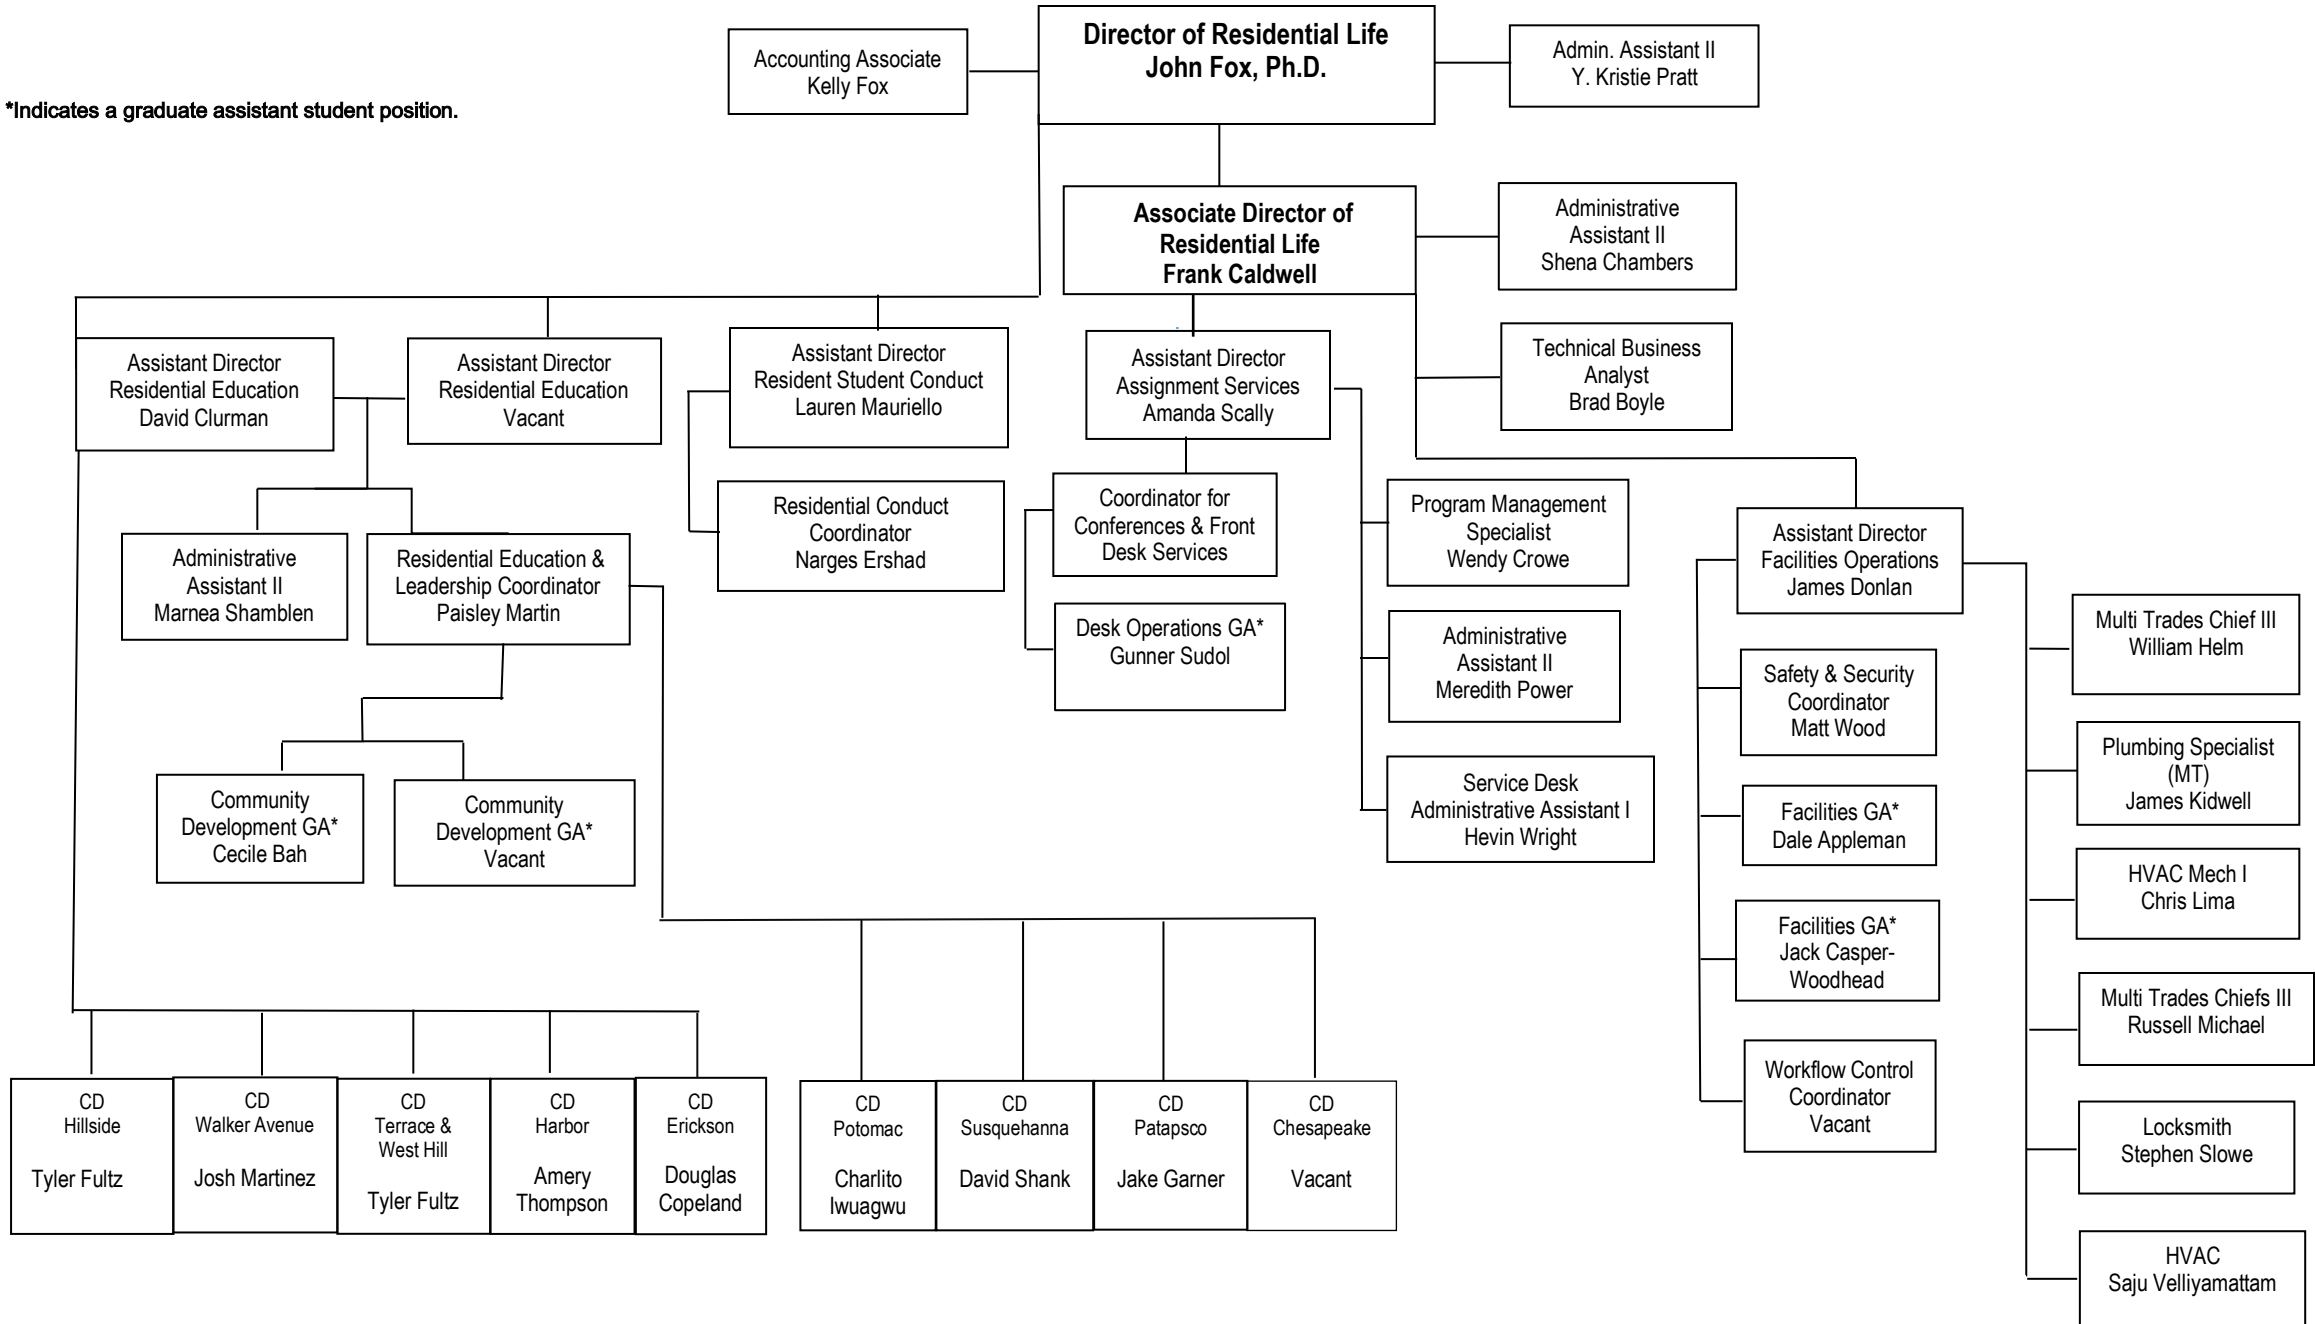 Director of Residential Life
John Fox, Ph.D.
Accounting Associate
Kelly Fox
Admin. Assistant II
Y. Kristie Pratt
*Indicates a graduate assistant student position.
Associate Director of
Residential Life
Frank Caldwell
Administrative
Assistant II
Shena Chambers
Technical Business
Analyst
Brad Boyle
Assistant Director
Residential Education
David Clurman
Assistant Director
Residential Education
Vacant
Assistant Director
Resident Student Conduct
Lauren Mauriello
Assistant Director
Assignment Services
Amanda Scally
Administrative
Assistant II
Marnea Shamblen
Residential Education &
Leadership Coordinator
Paisley Martin
Residential Conduct
Coordinator
Narges Ershad
Coordinator for
Conferences & Front
Desk Services
Desk Operations GA*
Gunner Sudol
Program Management
Specialist
Wendy Crowe
Administrative
Assistant II
Meredith Power
Service Desk
Administrative Assistant I
Hevin Wright
Assistant Director
Facilities Operations
James Donlan
Safety & Security
Coordinator
Matt Wood
Facilities GA*
Dale Appleman
Facilities GA*
Jack Casper-
Woodhead
Workflow Control
Coordinator
Vacant
Multi Trades Chief III
William Helm
Plumbing Specialist
(MT)
James Kidwell
HVAC Mech I
Chris Lima
Multi Trades Chiefs III
Russell Michael
Locksmith
Stephen Slowe
HVAC
Saju Velliyamattam
Community
Development GA*
Cecile Bah
Community
Development GA*
Vacant
CD
Hillside
Tyler Fultz
CD
Walker Avenue
Josh Martinez
CD
Terrace &
West Hill
Tyler Fultz
CD
Harbor
Amery
Thompson
CD
Erickson
Douglas
Copeland
CD
Potomac
Charlito
Iwuagwu
CD
Susquehanna
David Shank
CD
Patapsco
Jake Garner
CD
Chesapeake
Vacant